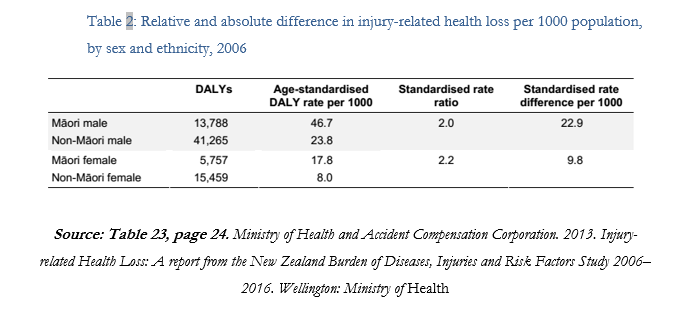 Table 2: Relative and absolute difference in injury-related health loss per 1000 population,
by sex and ethnicity, 2006
DALYs Age-standardised DALY rate per 1000 Standardised rate ratio Standardised rate difference per 1000
Māori male 13,788 46.7 2.0 22.9
Non-Māori male 41,265 23.8
Māori female 5,757 17.8 2.2 9.8
Non-Māori female 15,459 8.0
Source: Table 23, page 24. Ministry of Health and Accident Compensation Corporation. 2013. Injury-
related Health Loss: A report from the New Zealand Burden of Diseases, Injuries and Risk Factors Study 2006–
2016. Wellington: Ministry of Health